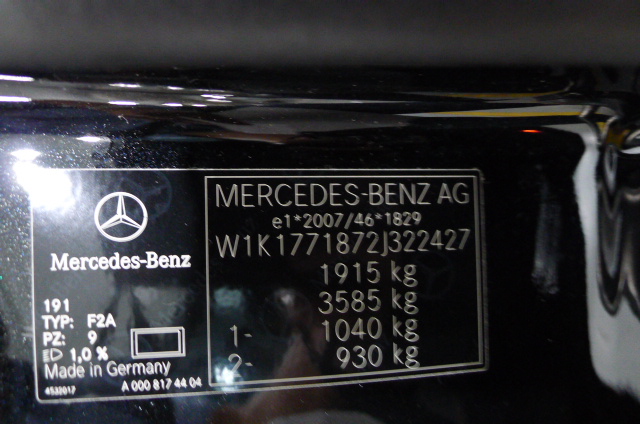 Mercedes-Benz
191
TYP: F2A
PZ: 9
1,0 %
Made in Germany
4532017
A 000 817 44 04
MERCEDES-BENZ AG
e1*2007/46*1829
W1K1771872J322427
1915 kg
3585 kg
1- 1040 kg
2- 930 kg